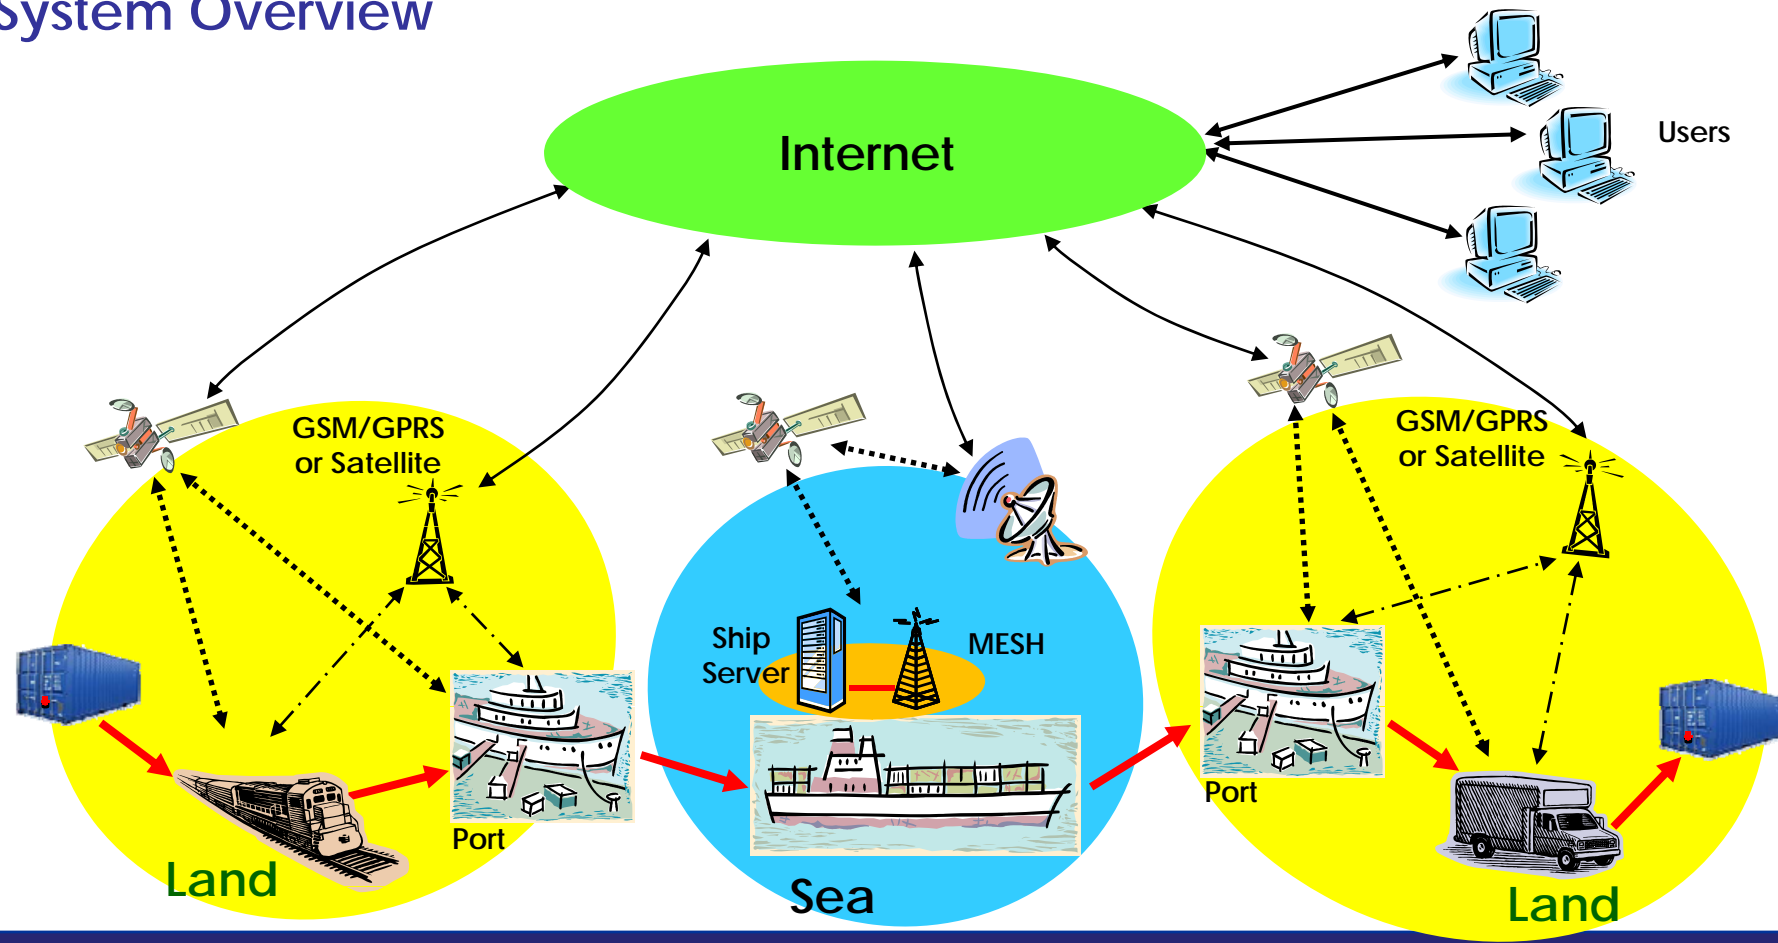 System Overview
Internet
Users
GSM/GPRS
or Satellite
GSM/GPRS
or Satellite
Ship
Server
MESH
Port
Port
Land
Sea
Land